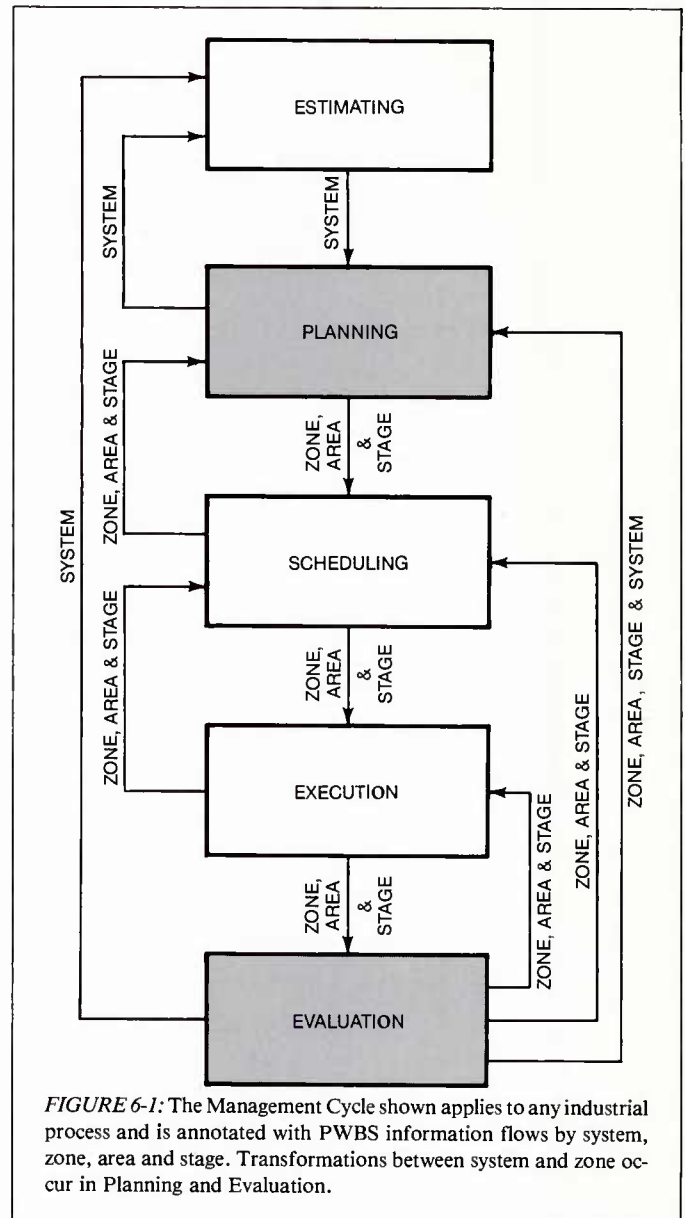 ESTIMATING
SYSTEM
SYSTEM
PLANNING
ZONE,
AREA
&
STAGE
ZONE, AREA & STAGE
SCHEDULING
ZONE,
AREA
&
STAGE
ZONE, AREA & STAGE
EXECUTION
ZONE,
AREA
&
STAGE
EVALUATION
SYSTEM
ZONE, AREA & STAGE
ZONE, AREA & STAGE
ZONE, AREA, STAGE & SYSTEM
FIGURE 6-1: The Management Cycle shown applies to any industrial
process and is annotated with PWBS information flows by system,
zone, area and stage. Transformations between system and zone oc-
cur in Planning and Evaluation.